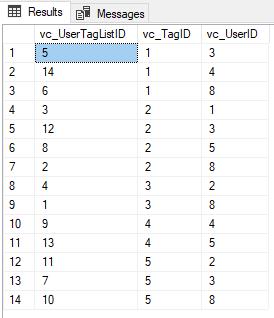 Results Messages
vc_UserTagListID vc_TagID vc_UserID
1 5 1 3
2 14 1 4
3 6 1 8
4 3 2 1
5 12 2 3
6 8 2 5
7 2 2 8
8 4 3 2
9 1 3 8
10 9 4 4
11 13 4 5
12 11 5 2
13 7 5 3
14 10 5 8